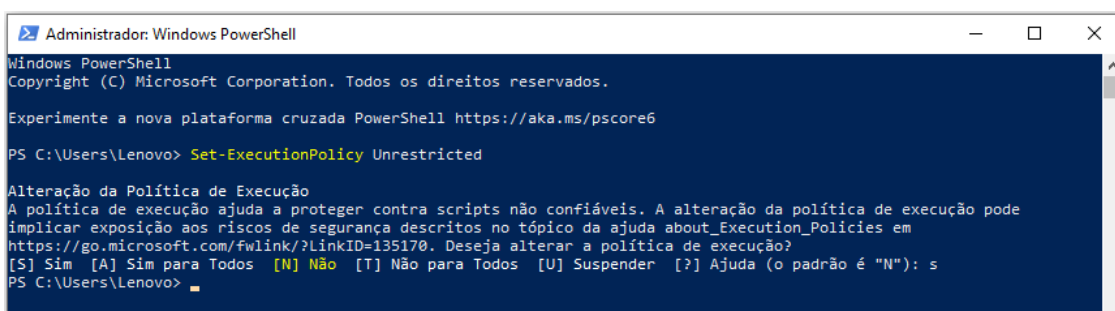 Administrador: Windows PowerShell
Windows PowerShell
Copyright (C) Microsoft Corporation. Todos os direitos reservados.
Experimente a nova plataforma cruzada PowerShell https://aka.ms/pscore6
PS C:\Users\Lenovo> Set-ExecutionPolicy Unrestricted
Alteração da Política de Execução
A política de execução ajuda a proteger contra scripts não confiáveis. A alteração da política de execução pode
implicar exposição aos riscos de segurança descritos no tópico da ajuda about_Execution_Policies em
https://go.microsoft.com/fwlink/?LinkID=135170. Deseja alterar a política de execução?
[S] Sim  [A] Sim para Todos  [N] Não  [T] Não para Todos  [U] Suspender  [?] Ajuda (o padrão é "N"): s
PS C:\Users\Lenovo>